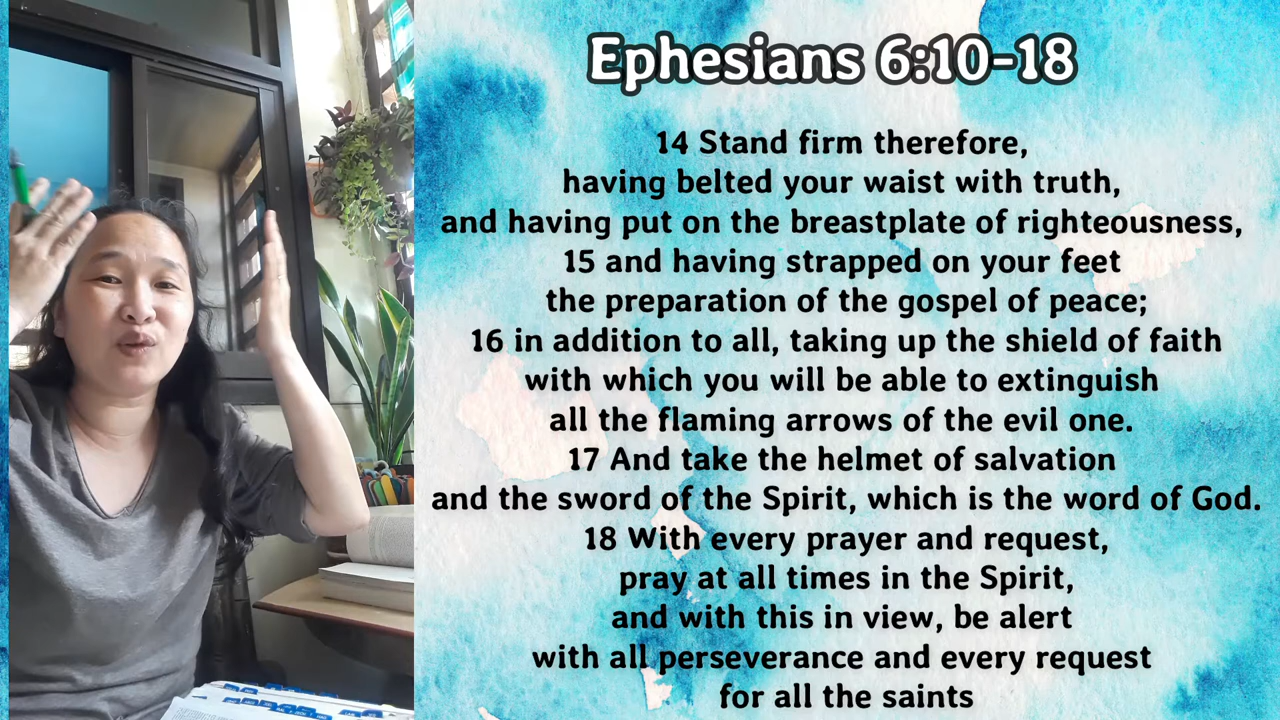 Ephesians 6:10-18
14 Stand firm therefore,
having belted your waist with truth,
and having put on the breastplate of righteousness,
15 and having strapped on your feet
the preparation of the gospel of peace;
16 in addition to all, taking up the shield of faith
with which you will be able to extinguish
all the flaming arrows of the evil one.
17 And take the helmet of salvation
and the sword of the Spirit, which is the word of God.
18 With every prayer and request,
pray at all times in the Spirit,
and with this in view, be alert
with all perseverance and every request
for all the saints